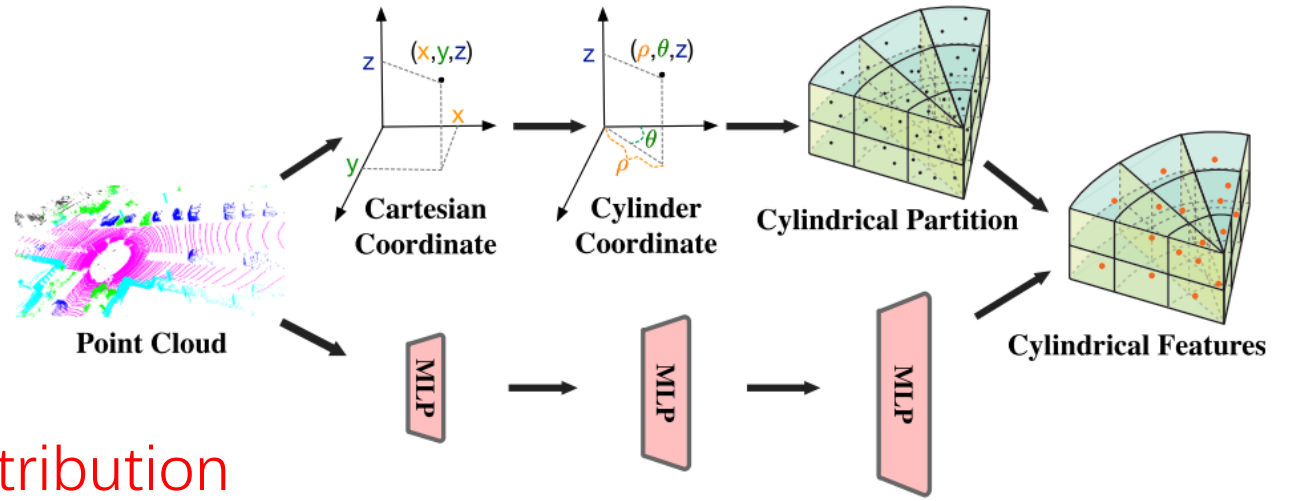 z
(x,y,z)
x
y
Cartesian
Coordinate
z
(ρ,θ,z)
θ
ρ
Cylinder
Coordinate
Cylindrical Partition
Point Cloud
MLP
MLP
MLP
Cylindrical Features
tribution